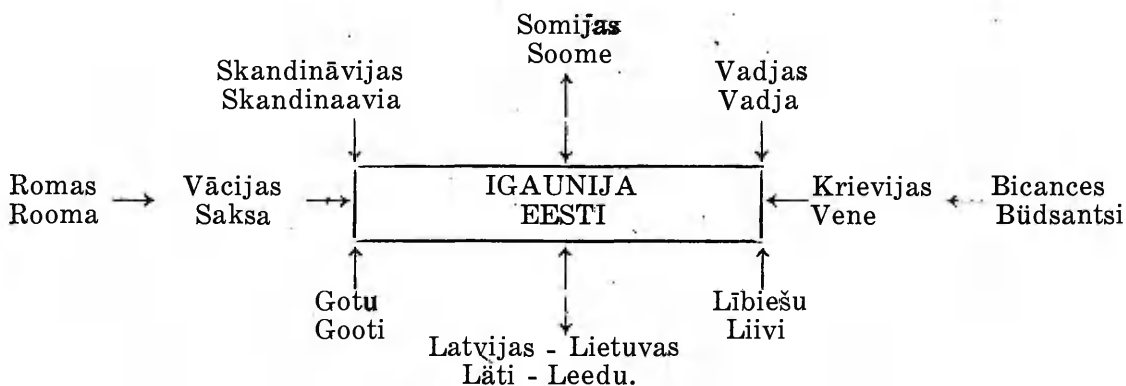 Somijas
Soome
Skandināvijas
Skandinaavia
Vadjas
Vadja
Romas
Rooma
Vācijas
Saksa
IGAUNIJA
EESTI
Krievijas
Vene
Bicances
Büdsantsi
Gotu
Gooti
Lībiešu
Liivi
Latvijas - Lietuvas
Läti - Leedu.